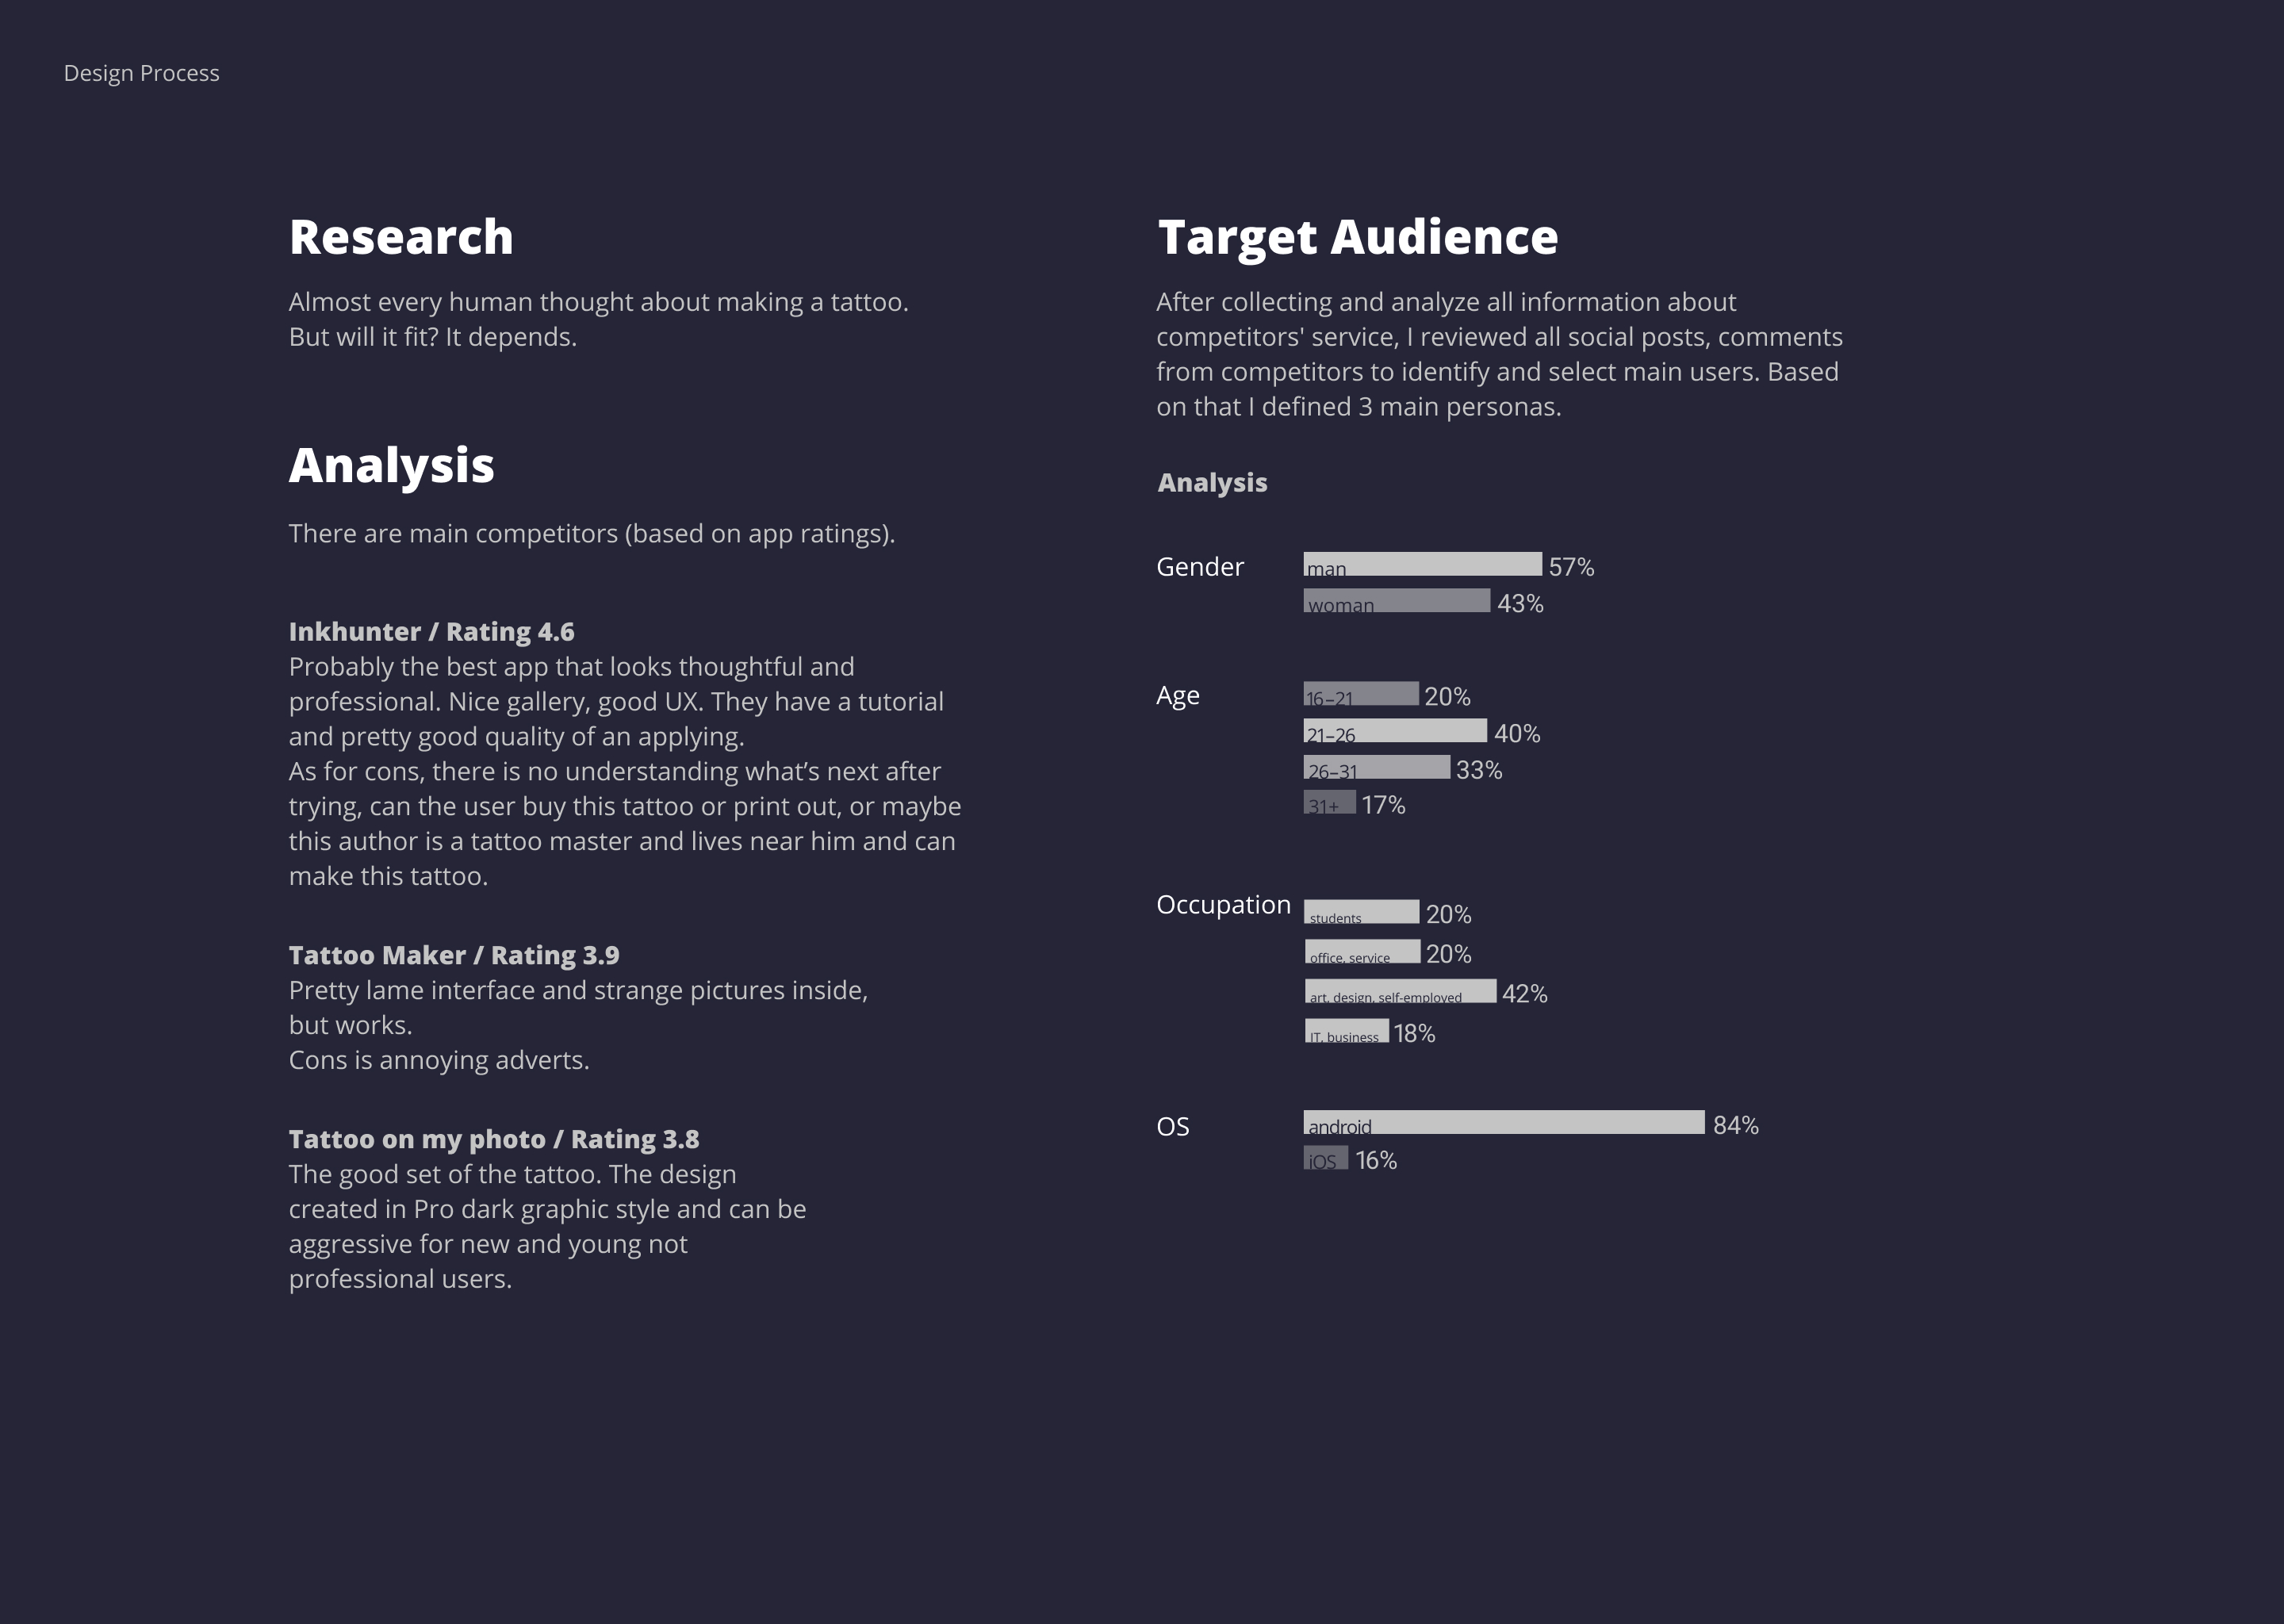 Design Process
Research
Almost every human thought about making a tattoo.
But will it fit? It depends.
Analysis
There are main competitors (based on app ratings).
Inkhunter / Rating 4.6
Probably the best app that looks thoughtful and
professional. Nice gallery, good UX. They have a tutorial
and pretty good quality of an applying.
As for cons, there is no understanding what’s next after
trying, can the user buy this tattoo or print out, or maybe
this author is a tattoo master and lives near him and can
make this tattoo.
Tattoo Maker / Rating 3.9
Pretty lame interface and strange pictures inside,
but works.
Cons is annoying adverts.
Tattoo on my photo / Rating 3.8
The good set of the tattoo. The design
created in Pro dark graphic style and can be
aggressive for new and young not
professional users.
Target Audience
After collecting and analyze all information about
competitors' service, I reviewed all social posts, comments
from competitors to identify and select main users. Based
on that I defined 3 main personas.
Analysis
Gender
man 57%
woman 43%
Age
16–21 20%
21–26 40%
26–31 33%
31+ 17%
Occupation
students 20%
office, service 20%
art, design, self-employed 42%
IT, business 18%
OS
android 84%
iOS 16%